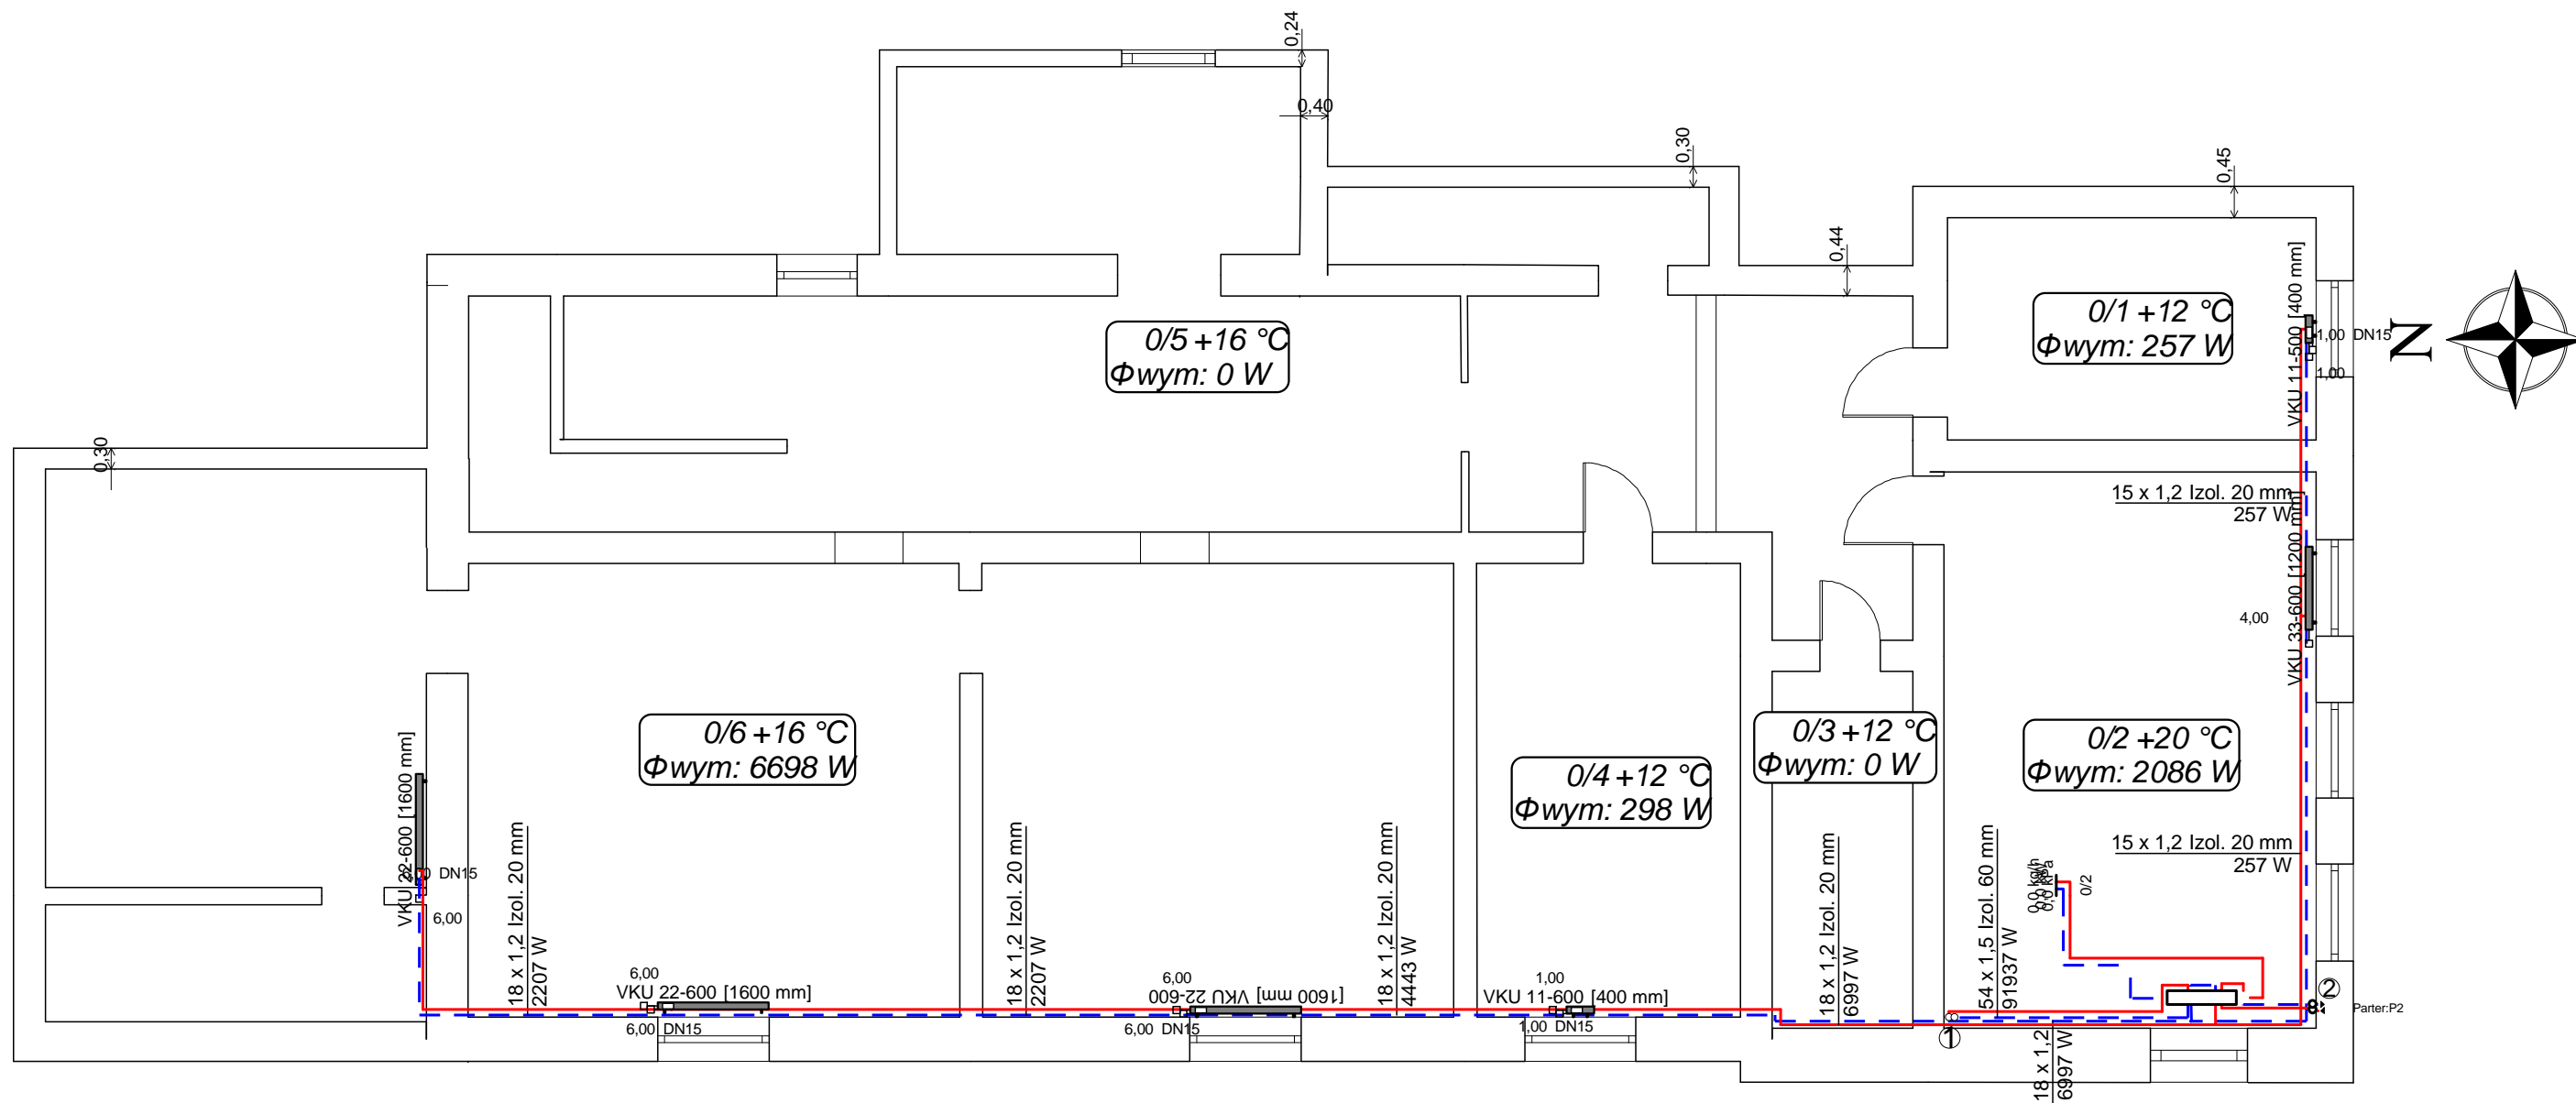 0,24
0,40
0,30
0,45
0,44
0,30
0/1 +12 °C
Φwym: 257 W
VKU 11-500 [400 mm]
1,00 DN15
1,00
N
0/5 +16 °C
Φwym: 0 W
15 x 1,2 Izol. 20 mm
257 W
VKU 33-600 [1200 mm]
4,00
0/6 +16 °C
Φwym: 6698 W
0/3 +12 °C
Φwym: 0 W
0/2 +20 °C
Φwym: 2086 W
0/4 +12 °C
Φwym: 298 W
VKU 22-600 [1600 mm]
DN15
6,00
18 x 1,2 Izol. 20 mm
2207 W
18 x 1,2 Izol. 20 mm
2207 W
18 x 1,2 Izol. 20 mm
4443 W
18 x 1,2 Izol. 20 mm
6997 W
54 x 1,5 Izol. 60 mm
91937 W
15 x 1,2 Izol. 20 mm
257 W
0,0 kg/h
0,0 kPa
0/2
6,00
VKU 22-600 [1600 mm]
6,00 DN15
6,00
VKU 22-600 [1600 mm]
6,00 DN15
1,00
VKU 11-600 [400 mm]
1,00 DN15
1
2
Parter:P2
18 x 1,2
6997 W